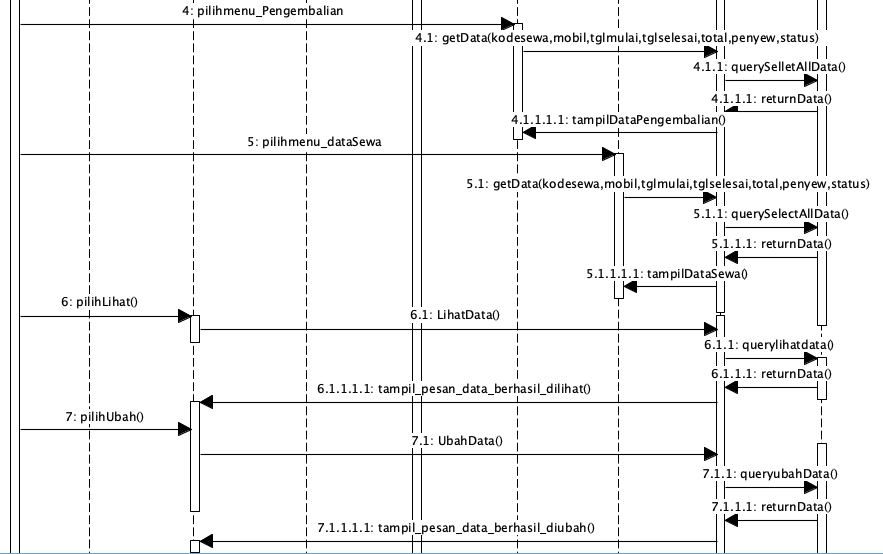 4: pilihmenu_Pengembalian
4.1: getData(kodesewa,mobil,tglmulai,tglselesai,total,penyew,status)
4.1.1: querySelletAllData()
4.1.1.1: returnData()
4.1.1.1.1: tampilDataPengembalian()
5: pilihmenu_dataSewa
5.1: getData(kodesewa,mobil,tglmulai,tglselesai,total,penyew,status)
5.1.1: querySelectAllData()
5.1.1.1: returnData()
5.1.1.1.1: tampilDataSewa()
6: pilihLihat()
6.1: LihatData()
6.1.1: querylihatdata()
6.1.1.1: returnData()
6.1.1.1.1: tampil_pesan_data_berhasil_dilihat()
7: pilihUbah()
7.1: UbahData()
7.1.1: queryubahData()
7.1.1.1: returnData()
7.1.1.1.1: tampil_pesan_data_berhasil_diubah()